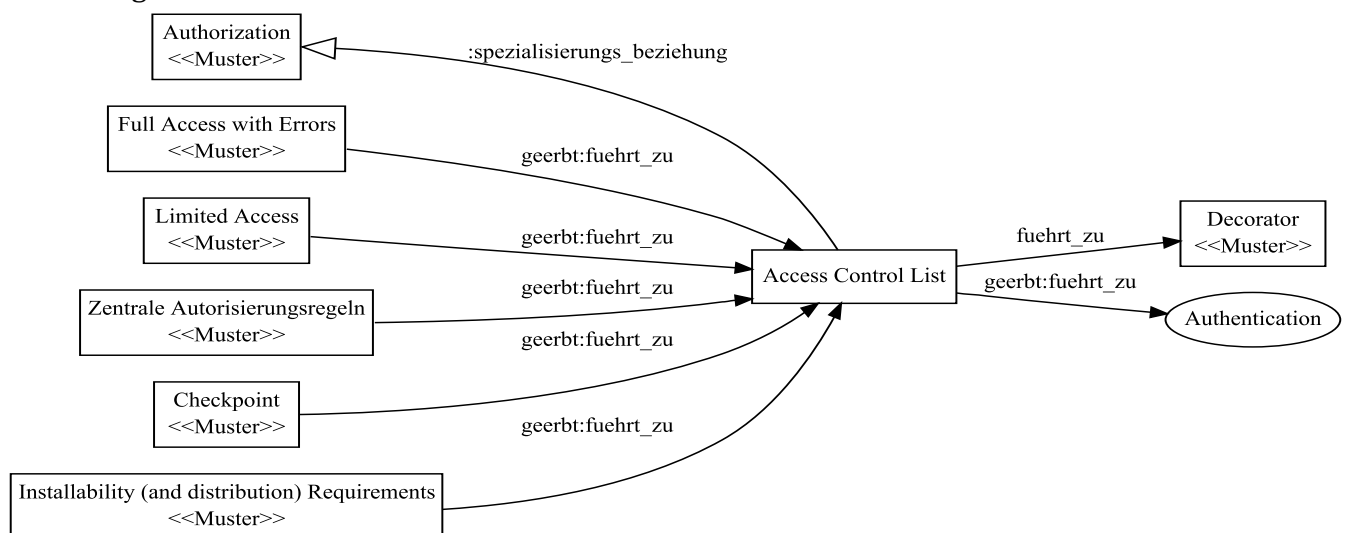 Authorization
<<Muster>>
:spezialisierungs_beziehung
Full Access with Errors
<<Muster>>
geerbt:fuehrt_zu
Limited Access
<<Muster>>
geerbt:fuehrt_zu
Zentrale Autorisierungsregeln
<<Muster>>
geerbt:fuehrt_zu
Checkpoint
<<Muster>>
geerbt:fuehrt_zu
Installability (and distribution) Requirements
<<Muster>>
geerbt:fuehrt_zu
Access Control List
fuehrt_zu
Decorator
<<Muster>>
geerbt:fuehrt_zu
Authentication